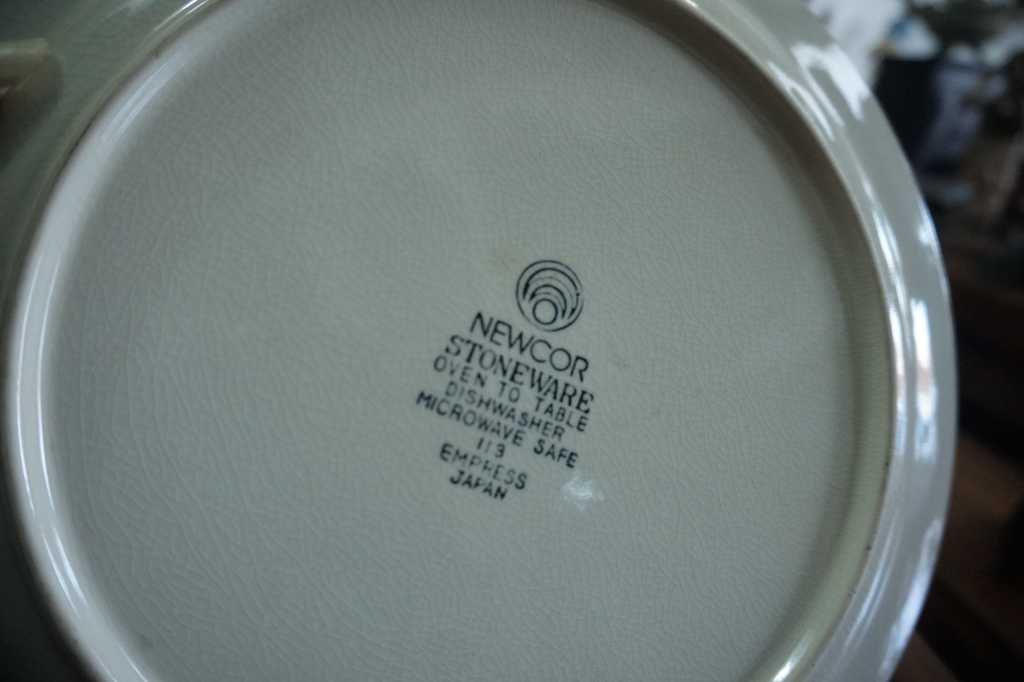 NEWCOR
STONEWARE
OVEN TO TABLE
DISHWASHER
MICROWAVE SAFE
113
EMPRESS
JAPAN